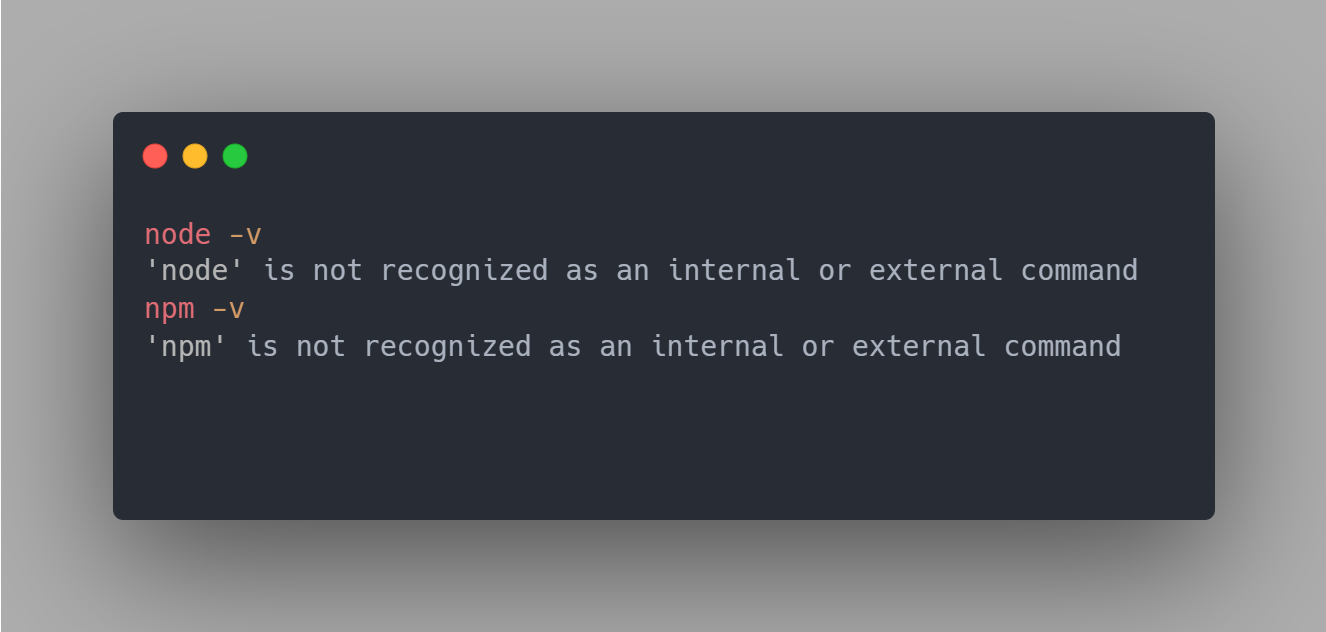 node -v
'node' is not recognized as an internal or external command
npm -v
'npm' is not recognized as an internal or external command